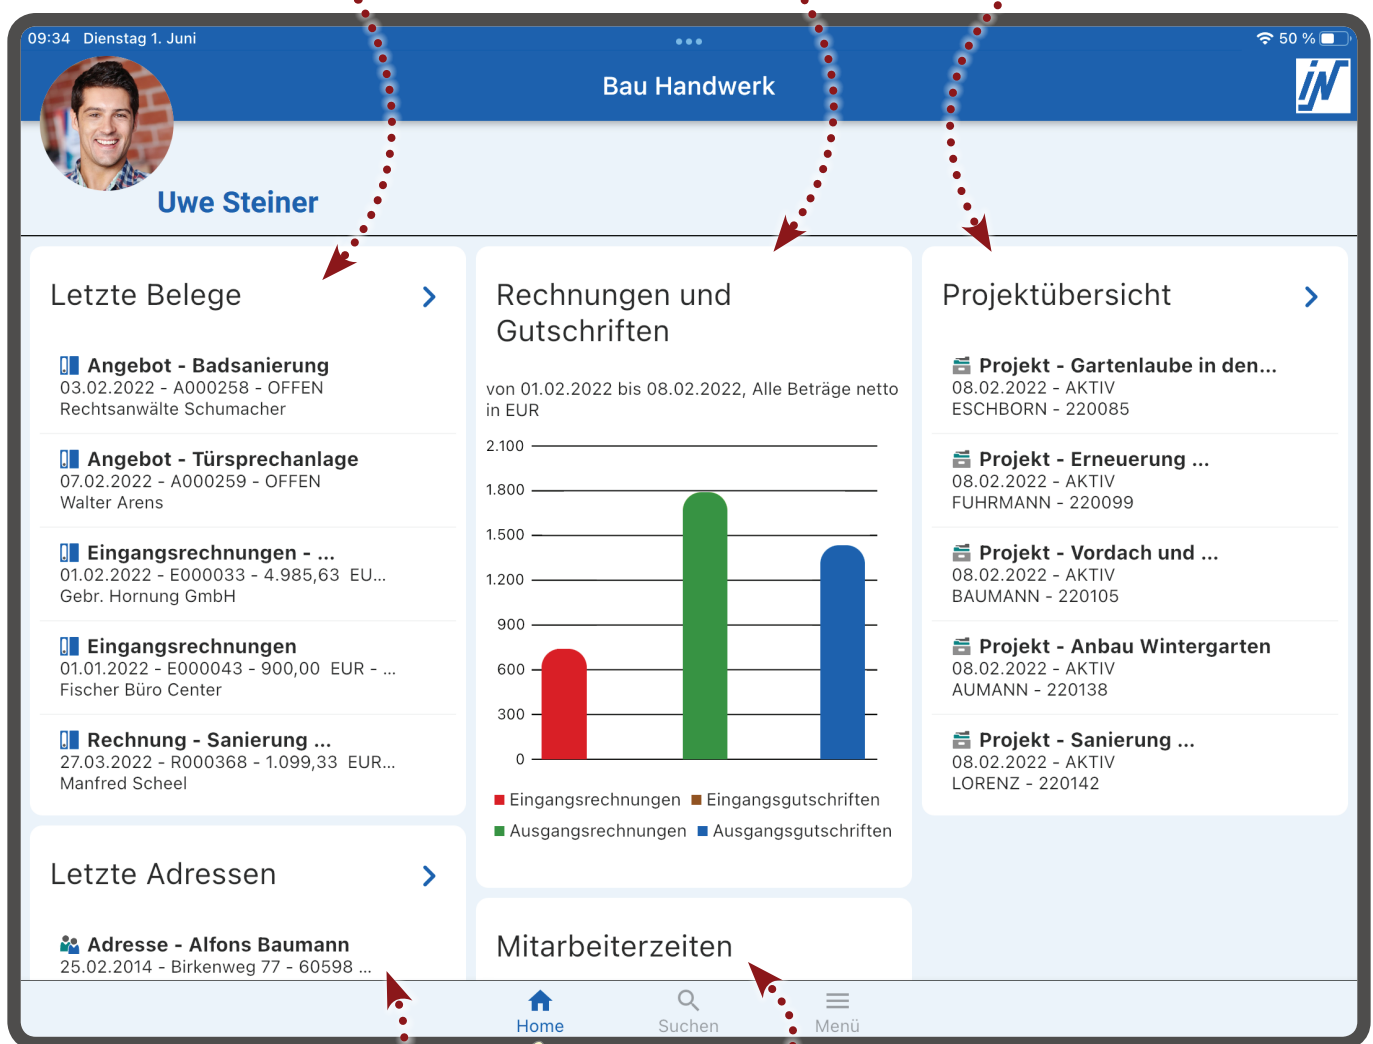 09:34 Dienstag 1. Juni
50 %
Bau Handwerk
iN
Uwe Steiner
Letzte Belege
Angebot - Badsanierung
03.02.2022 - A000258 - OFFEN
Rechtsanwälte Schumacher
Angebot - Türsprechanlage
07.02.2022 - A000259 - OFFEN
Walter Arens
Eingangsrechnungen - ...
01.02.2022 - E000033 - 4.985,63 EU...
Gebr. Hornung GmbH
Eingangsrechnungen
01.01.2022 - E000043 - 900,00 EUR - ...
Fischer Büro Center
Rechnung - Sanierung ...
27.03.2022 - R000368 - 1.099,33 EUR...
Manfred Scheel
Letzte Adressen
Adresse - Alfons Baumann
25.02.2014 - Birkenweg 77 - 60598 ...
Rechnungen und
Gutschriften
von 01.02.2022 bis 08.02.2022, Alle Beträge netto
in EUR
2.100
1.800
1.500
1.200
900
600
300
0
Eingangsrechnungen Eingangsgutschriften
Ausgangsrechnungen Ausgangsgutschriften
Mitarbeiterzeiten
Projektübersicht
Projekt - Gartenlaube in den...
08.02.2022 - AKTIV
ESCHBORN - 220085
Projekt - Erneuerung ...
08.02.2022 - AKTIV
FUHRMANN - 220099
Projekt - Vordach und ...
08.02.2022 - AKTIV
BAUMANN - 220105
Projekt - Anbau Wintergarten
08.02.2022 - AKTIV
AUMANN - 220138
Projekt - Sanierung ...
08.02.2022 - AKTIV
LORENZ - 220142
Home Suchen Menü